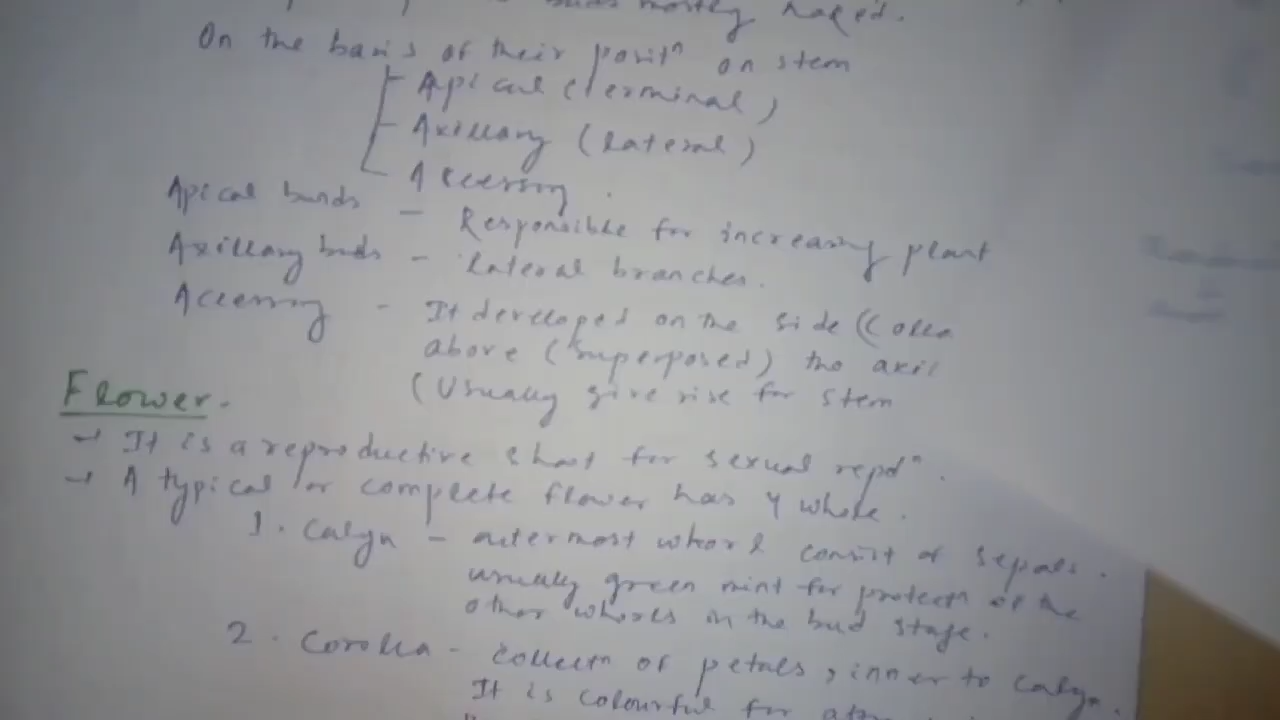 buds mostly naked.
On the basis of their positⁿ on stem
Apical (Terminal)
Axillary (lateral)
Accessory.
Apical buds - Responsible for increasing plant
Axillary buds - lateral branches.
Accessory - It developed on the side (
above (superposed) the axil
(Usually give rise for stem
Flower.
→ It is a reproductive shoot for sexual repdⁿ.
→ A typical or complete flower has 4 whole.
1. Calyx - outermost whorl consist of sepals.
usually green mint for protectⁿ of the
other whorls in the bud stage.
2. Corolla - collectⁿ of petals, inner to calyx.
It is colourful for